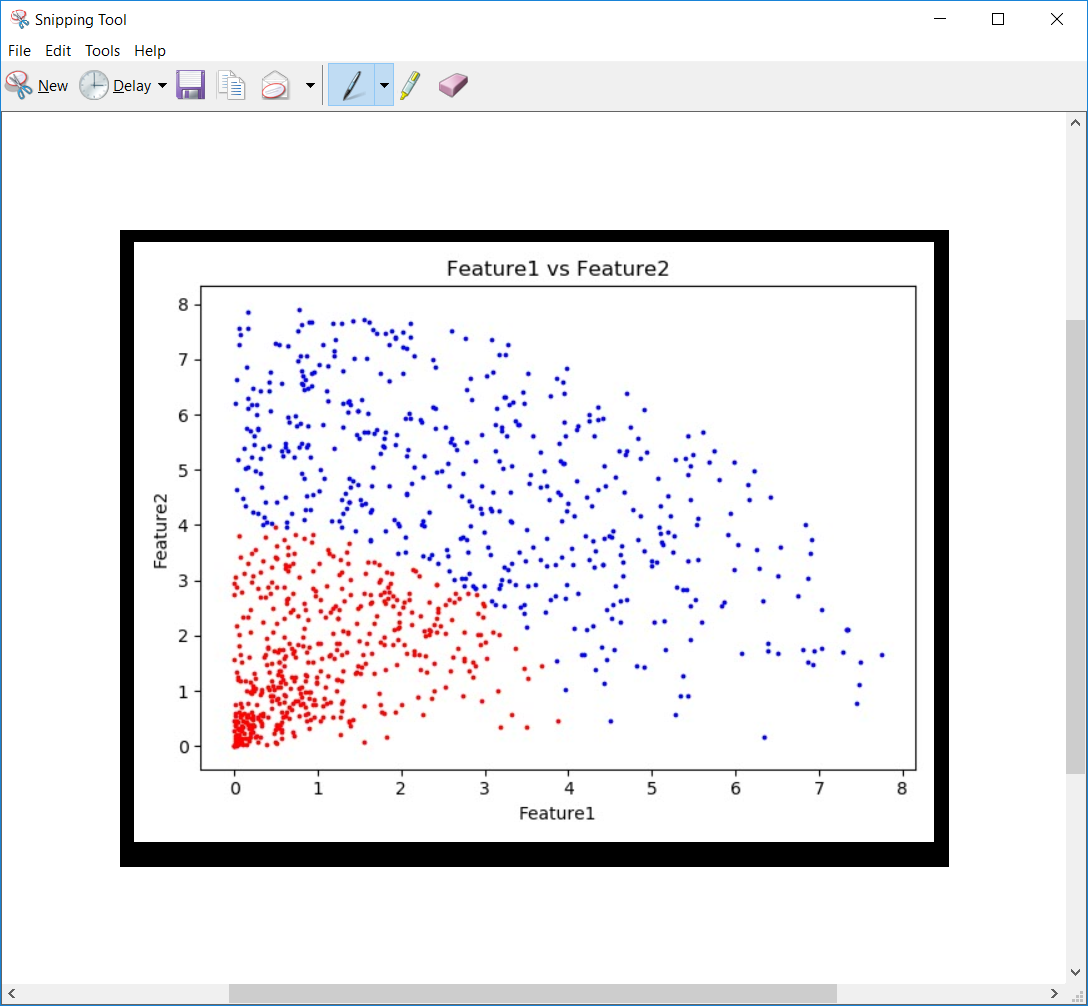 Snipping Tool
File Edit Tools Help
New Delay
Feature1 vs Feature2
8
7
6
5
4
3
2
1
0
Feature2
0 1 2 3 4 5 6 7 8
Feature1